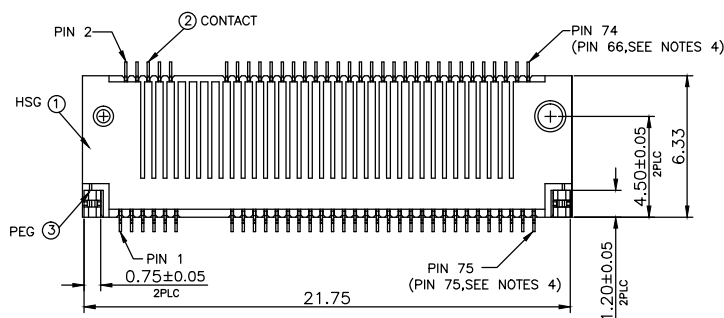 ② CONTACT
PIN 2
PIN 74
(PIN 66,SEE NOTES 4)
HSG ①
4.50±0.05
2PLC
6.33
PEG ③
PIN 1
0.75±0.05
2PLC
PIN 75
(PIN 75,SEE NOTES 4)
21.75
1.20±0.05
2PLC